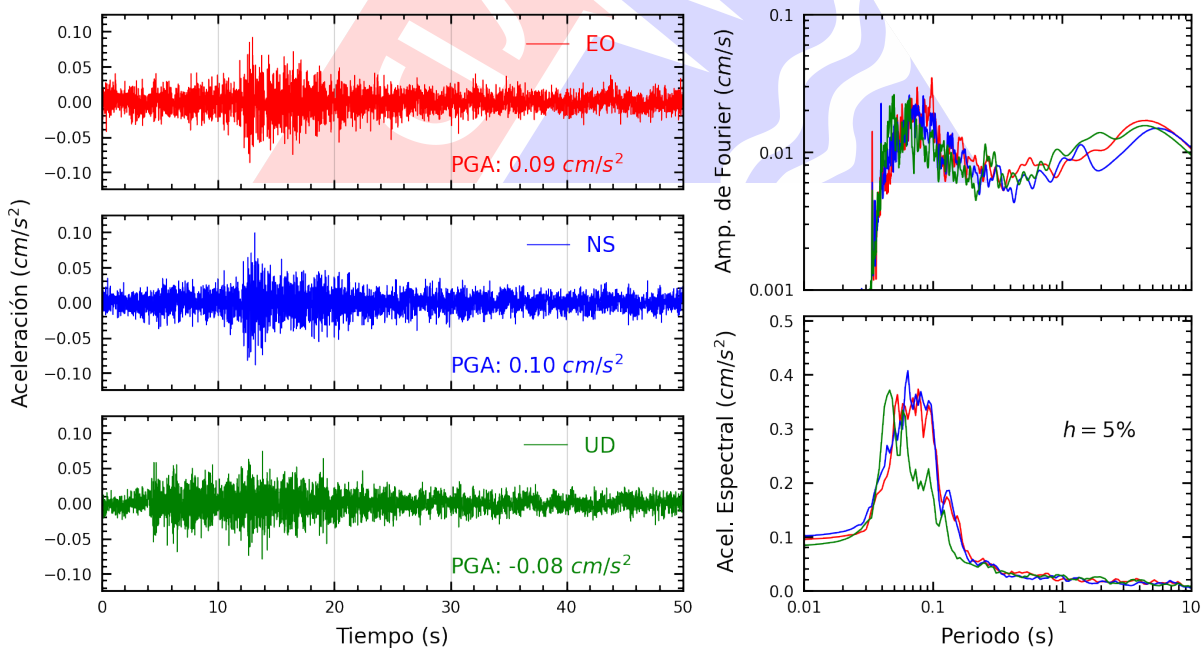 Aceleración (cm/s²)
0.10
0.05
0.00
−0.05
−0.10
EO
PGA: 0.09 cm/s²
0.10
0.05
0.00
−0.05
−0.10
NS
PGA: 0.10 cm/s²
0.10
0.05
0.00
−0.05
−0.10
UD
PGA: -0.08 cm/s²
0 10 20 30 40 50
Tiempo (s)
Amp. de Fourier (cm/s)
0.1
0.01
0.001
Acel. Espectral (cm/s²)
0.5
0.4
0.3
0.2
0.1
0.0
h = 5%
0.01 0.1 1 10
Periodo (s)